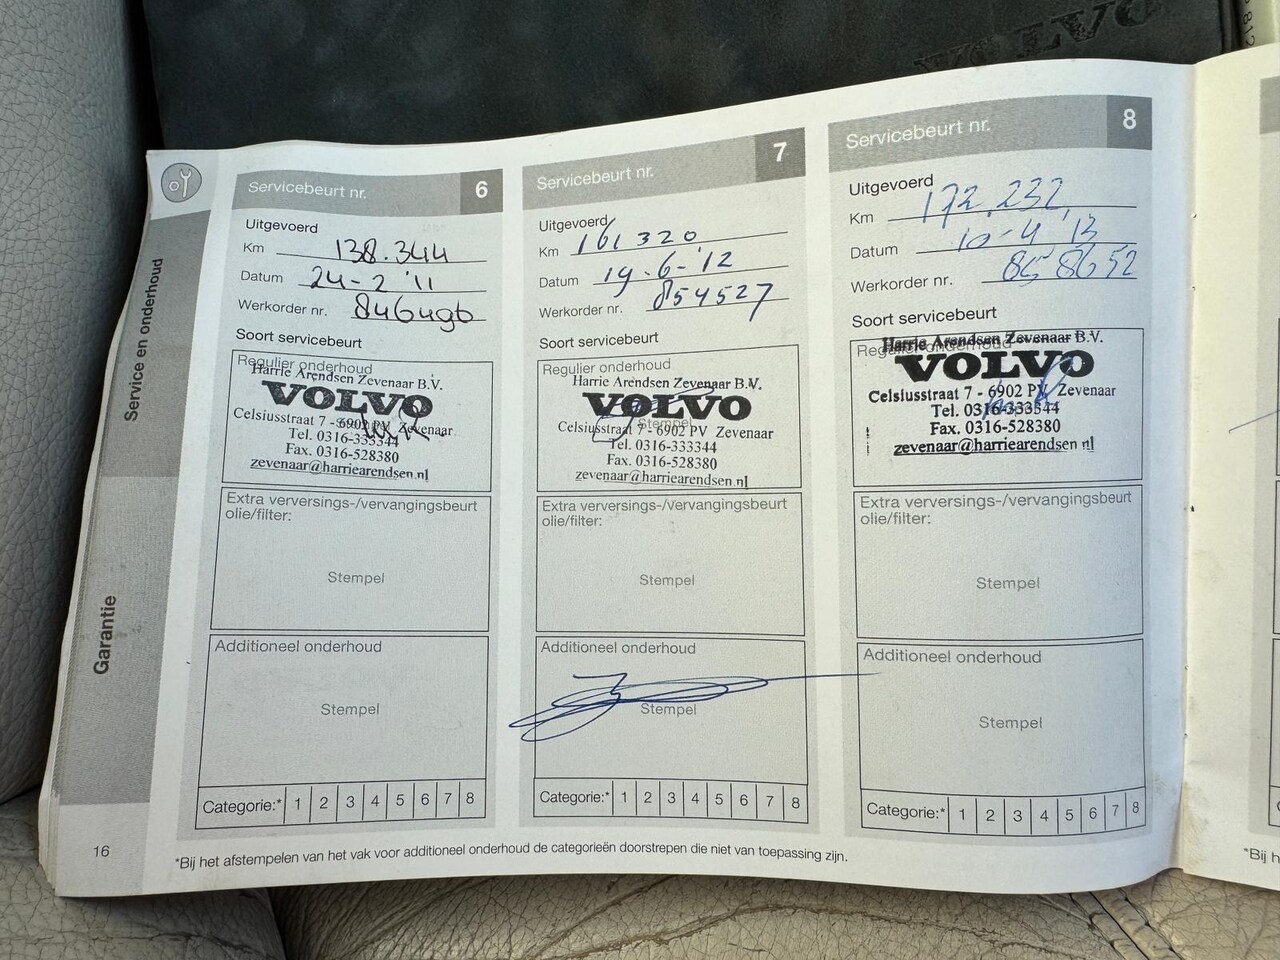 VOLVO
Service en onderhoud
Garantie
Servicebeurt nr. 6
Uitgevoerd
Km 138.344
Datum 24-2 '11
Werkorder nr.
Soort servicebeurt
Regulier onderhoud
Harrie Arendsen Zevenaar B.V.
VOLVO
Celsiusstraat 7 - 6902 PV Zevenaar
Tel. 0316-333544
Fax. 0316-528380
zevenaar@harriearendsen.nl
Extra verversings-/vervangingsbeurt
olie/filter:
Stempel
Additioneel onderhoud
Stempel
Categorie:* 1 2 3 4 5 6 7 8
Servicebeurt nr. 7
Uitgevoerd
Km 161320
Datum 19-6-'12
Werkorder nr. 854527
Soort servicebeurt
Regulier onderhoud
Harrie Arendsen Zevenaar B.V.
VOLVO
Stempel
Celsiusstraat 7 - 6902 PV Zevenaar
Tel. 0316-333544
Fax. 0316-528380
zevenaar@harriearendsen.nl
Extra verversings-/vervangingsbeurt
olie/filter:
Stempel
Additioneel onderhoud
Stempel
Categorie:* 1 2 3 4 5 6 7 8
Servicebeurt nr. 8
Uitgevoerd
Km 172.232
Datum 10-4 '13
Werkorder nr. 858652
Soort servicebeurt
Regulier onderhoud
Harrie Arendsen Zevenaar B.V.
VOLVO
Celsiusstraat 7 - 6902 PV Zevenaar
Tel. 0316-333544
Fax. 0316-528380
zevenaar@harriearendsen.nl
Extra verversings-/vervangingsbeurt
olie/filter:
Stempel
Additioneel onderhoud
Stempel
Categorie:* 1 2 3 4 5 6 7 8
16
*Bij het afstempelen van het vak voor additioneel onderhoud de categorieën doorstrepen die niet van toepassing zijn.
*Bij h